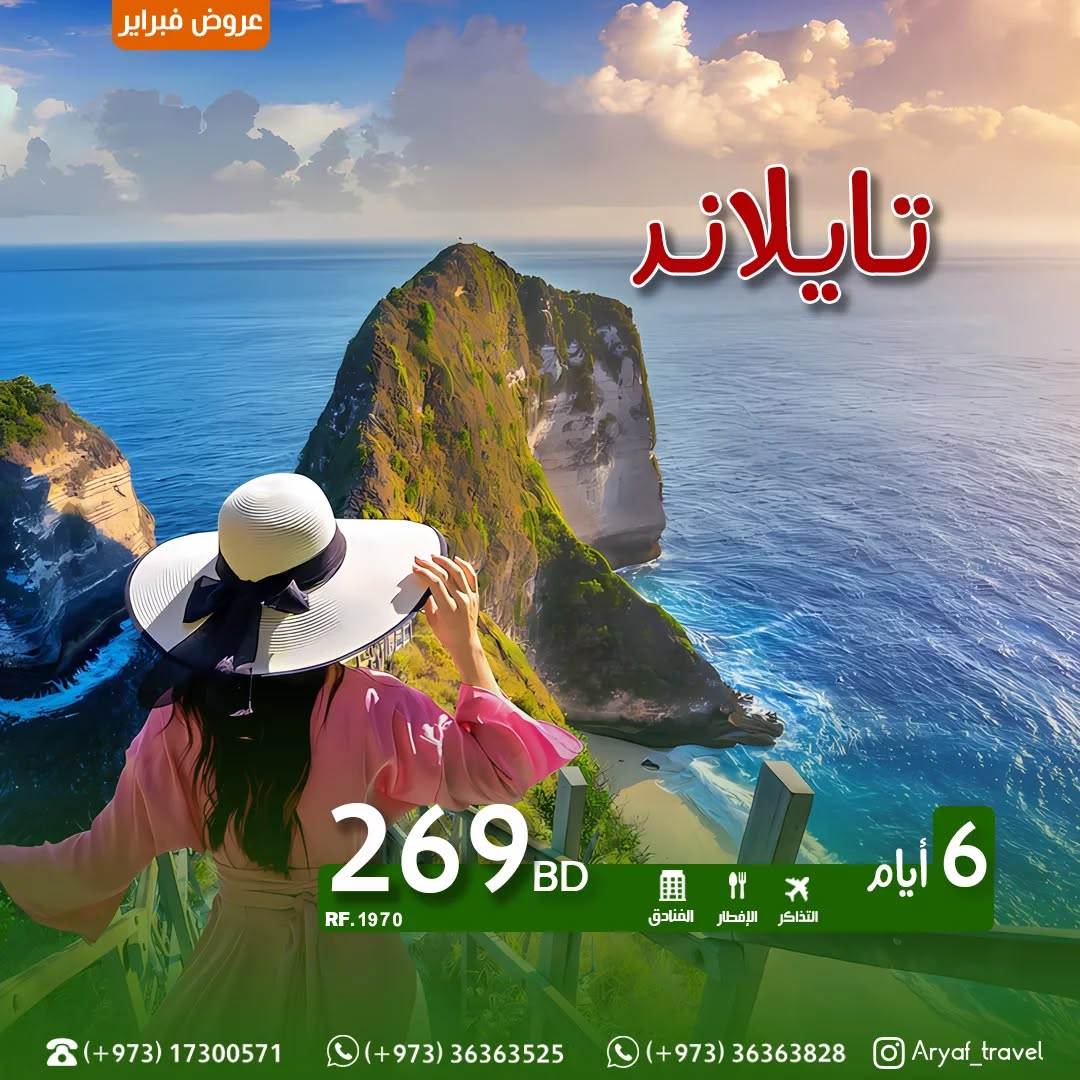 عروض فبراير
تايلاند
6 أيام
التذاكر
الإفطار
الفنادق
269 BD
RF.1970
(+973) 17300571
(+973) 36363525
(+973) 36363828
Aryaf_travel